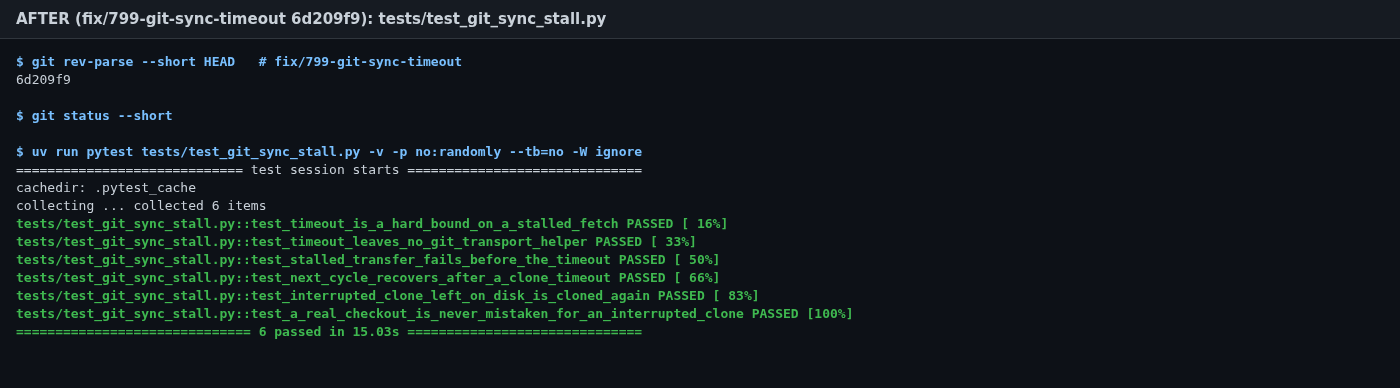 AFTER (fix/799-git-sync-timeout 6d209f9): tests/test_git_sync_stall.py
$ git rev-parse --short HEAD   # fix/799-git-sync-timeout
6d209f9
$ git status --short
$ uv run pytest tests/test_git_sync_stall.py -v -p no:randomly --tb=no -W ignore
============================= test session starts ==============================
cachedir: .pytest_cache
collecting ... collected 6 items
tests/test_git_sync_stall.py::test_timeout_is_a_hard_bound_on_a_stalled_fetch PASSED [ 16%]
tests/test_git_sync_stall.py::test_timeout_leaves_no_git_transport_helper PASSED [ 33%]
tests/test_git_sync_stall.py::test_stalled_transfer_fails_before_the_timeout PASSED [ 50%]
tests/test_git_sync_stall.py::test_next_cycle_recovers_after_a_clone_timeout PASSED [ 66%]
tests/test_git_sync_stall.py::test_interrupted_clone_left_on_disk_is_cloned_again PASSED [ 83%]
tests/test_git_sync_stall.py::test_a_real_checkout_is_never_mistaken_for_an_interrupted_clone PASSED [100%]
============================== 6 passed in 15.03s ==============================